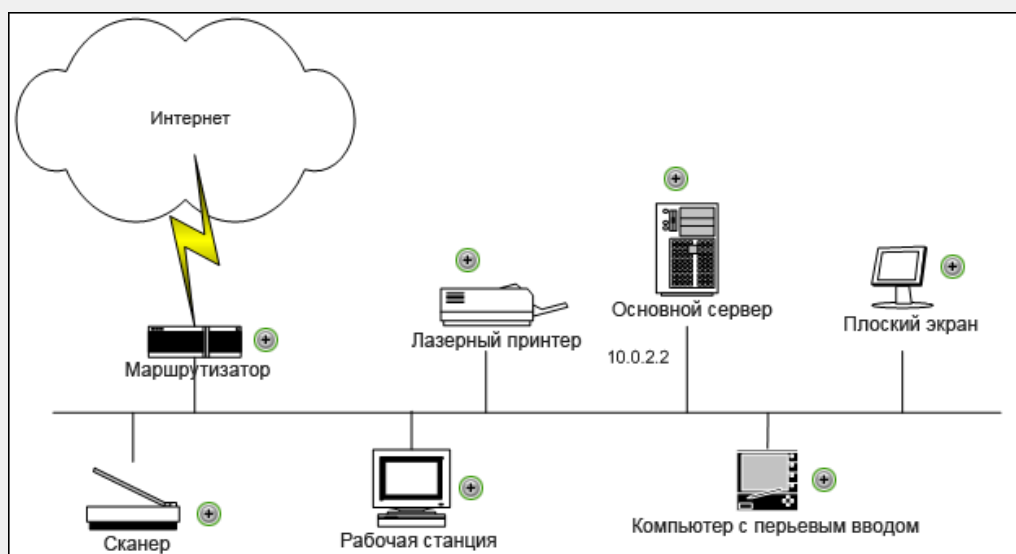 Интернет
Основной сервер
Плоский экран
Лазерный принтер
10.0.2.2
Маршрутизатор
Сканер
Рабочая станция
Компьютер с перьевым вводом